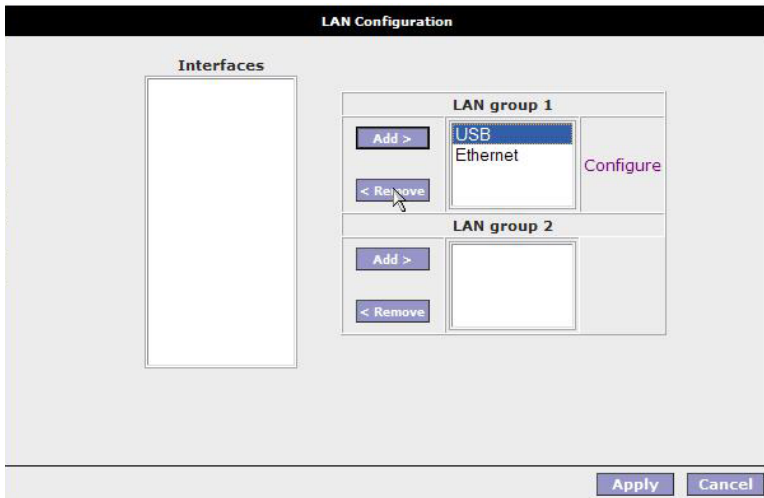 LAN Configuration
Interfaces
LAN group 1
Add >
USB
Ethernet
Configure
< Remove
LAN group 2
Add >
< Remove
Apply
Cancel